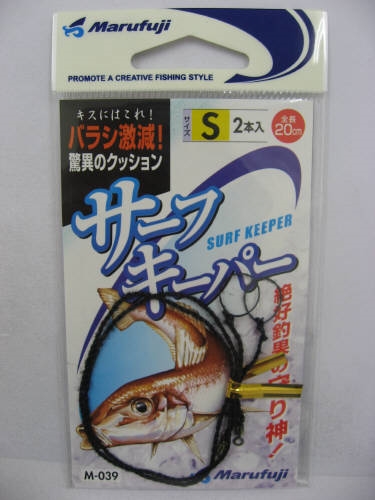 Marufuji
PROMOTE A CREATIVE FISHING STYLE
キスにはこれ!
バラシ激減!
驚異のクッション
サイズ
S
2本入
全長
20cm
サーフ
キーパー
SURF KEEPER
絶好釣果の守り神!
M-039
Marufuji